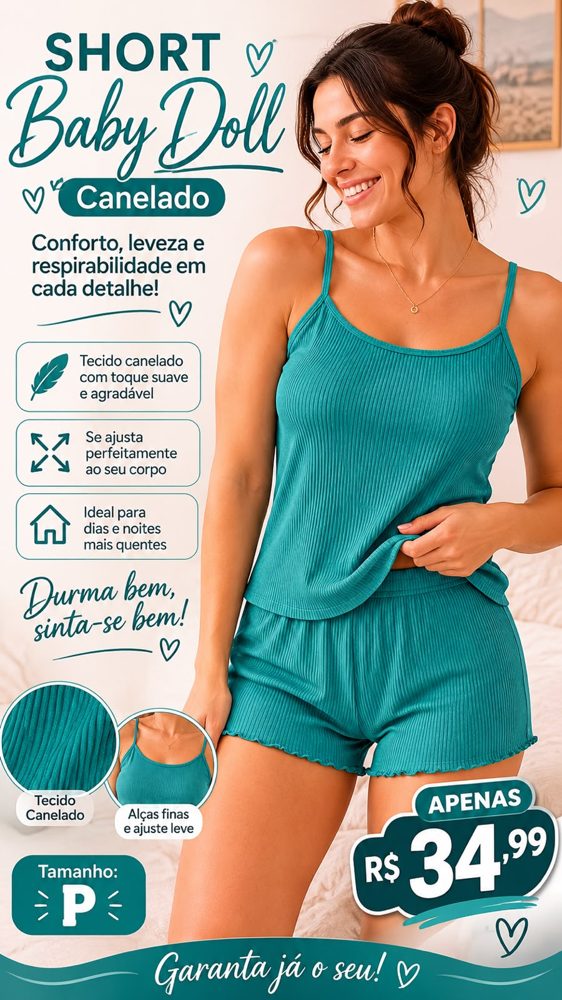 SHORT
Baby Doll
Canelado
Conforto, leveza e
respirabilidade em
cada detalhe!
Tecido canelado
com toque suave
e agradável
Se ajusta
perfeitamente
ao seu corpo
Ideal para
dias e noites
mais quentes
Durma bem,
sinta-se bem!
Tecido
Canelado
Alças finas
e ajuste leve
Tamanho:
P
APENAS
R$ 34,99
Garanta já o seu!